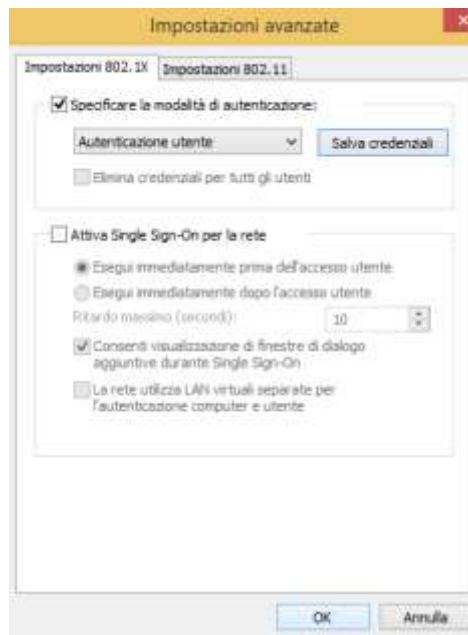 Impostazioni avanzate
Impostazioni 802.1X Impostazioni 802.11
Specificare la modalità di autenticazione:
Autenticazione utente Salva credenziali
Elimina credenziali per tutti gli utenti
Attiva Single Sign-On per la rete
Esegui immediatamente prima dell'accesso utente
Esegui immediatamente dopo l'accesso utente
Ritardo massimo (secondi): 10
Consenti visualizzazione di finestre di dialogo
aggiuntive durante Single Sign-On
La rete utilizza LAN virtuali separate per
l'autenticazione computer e utente
OK Annulla